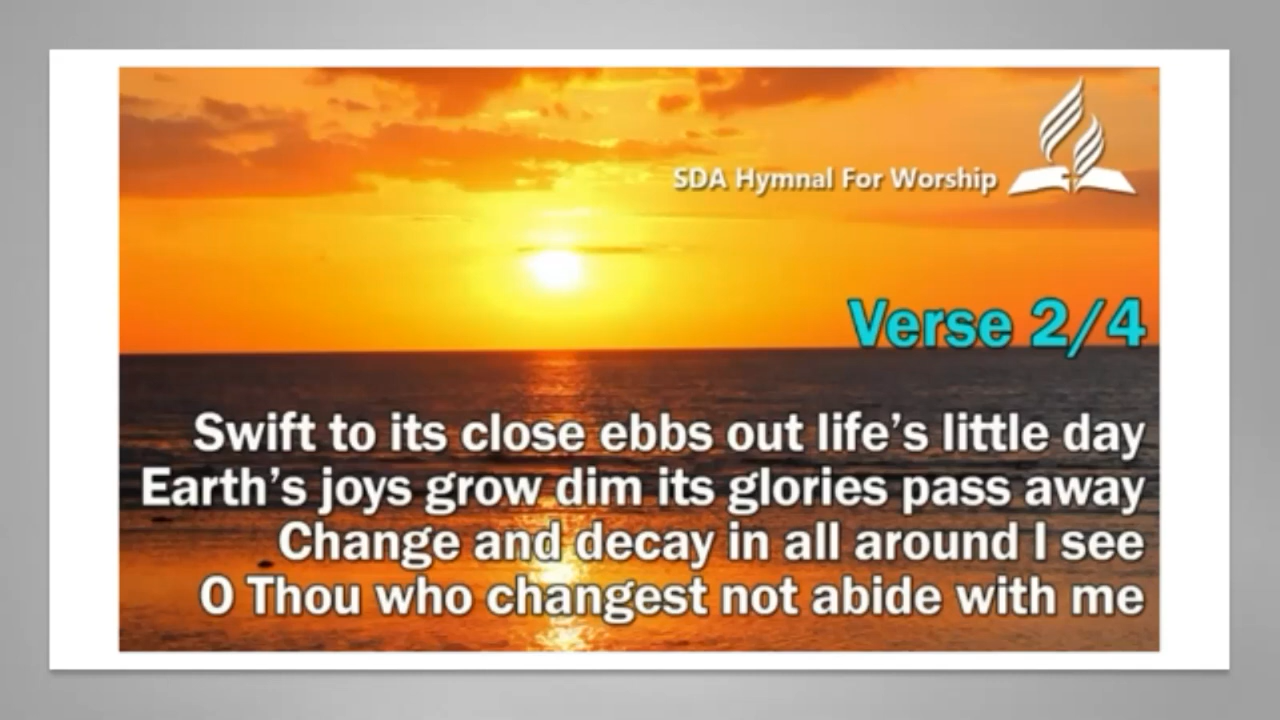 SDA Hymnal For Worship
Verse 2/4
Swift to its close ebbs out life’s little day
Earth’s joys grow dim its glories pass away
Change and decay in all around I see
O Thou who changest not abide with me